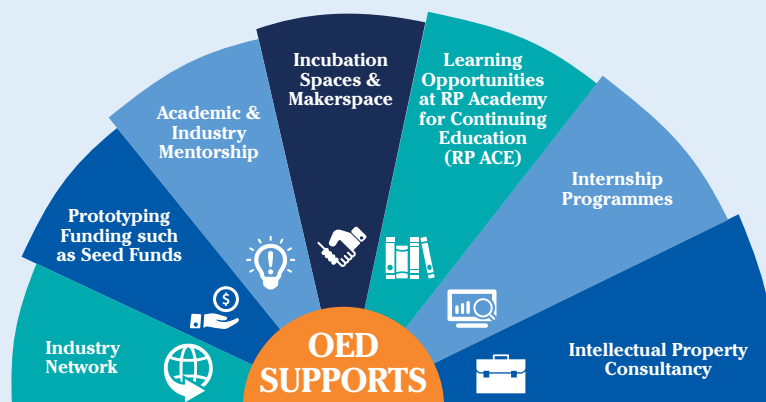 Industry
Network
Prototyping
Funding such
as Seed Funds
Academic &
Industry
Mentorship
Incubation
Spaces &
Makerspace
Learning
Opportunities
at RP Academy
for Continuing
Education
(RP ACE)
Internship
Programmes
Intellectual Property
Consultancy
$
OED
SUPPORTS